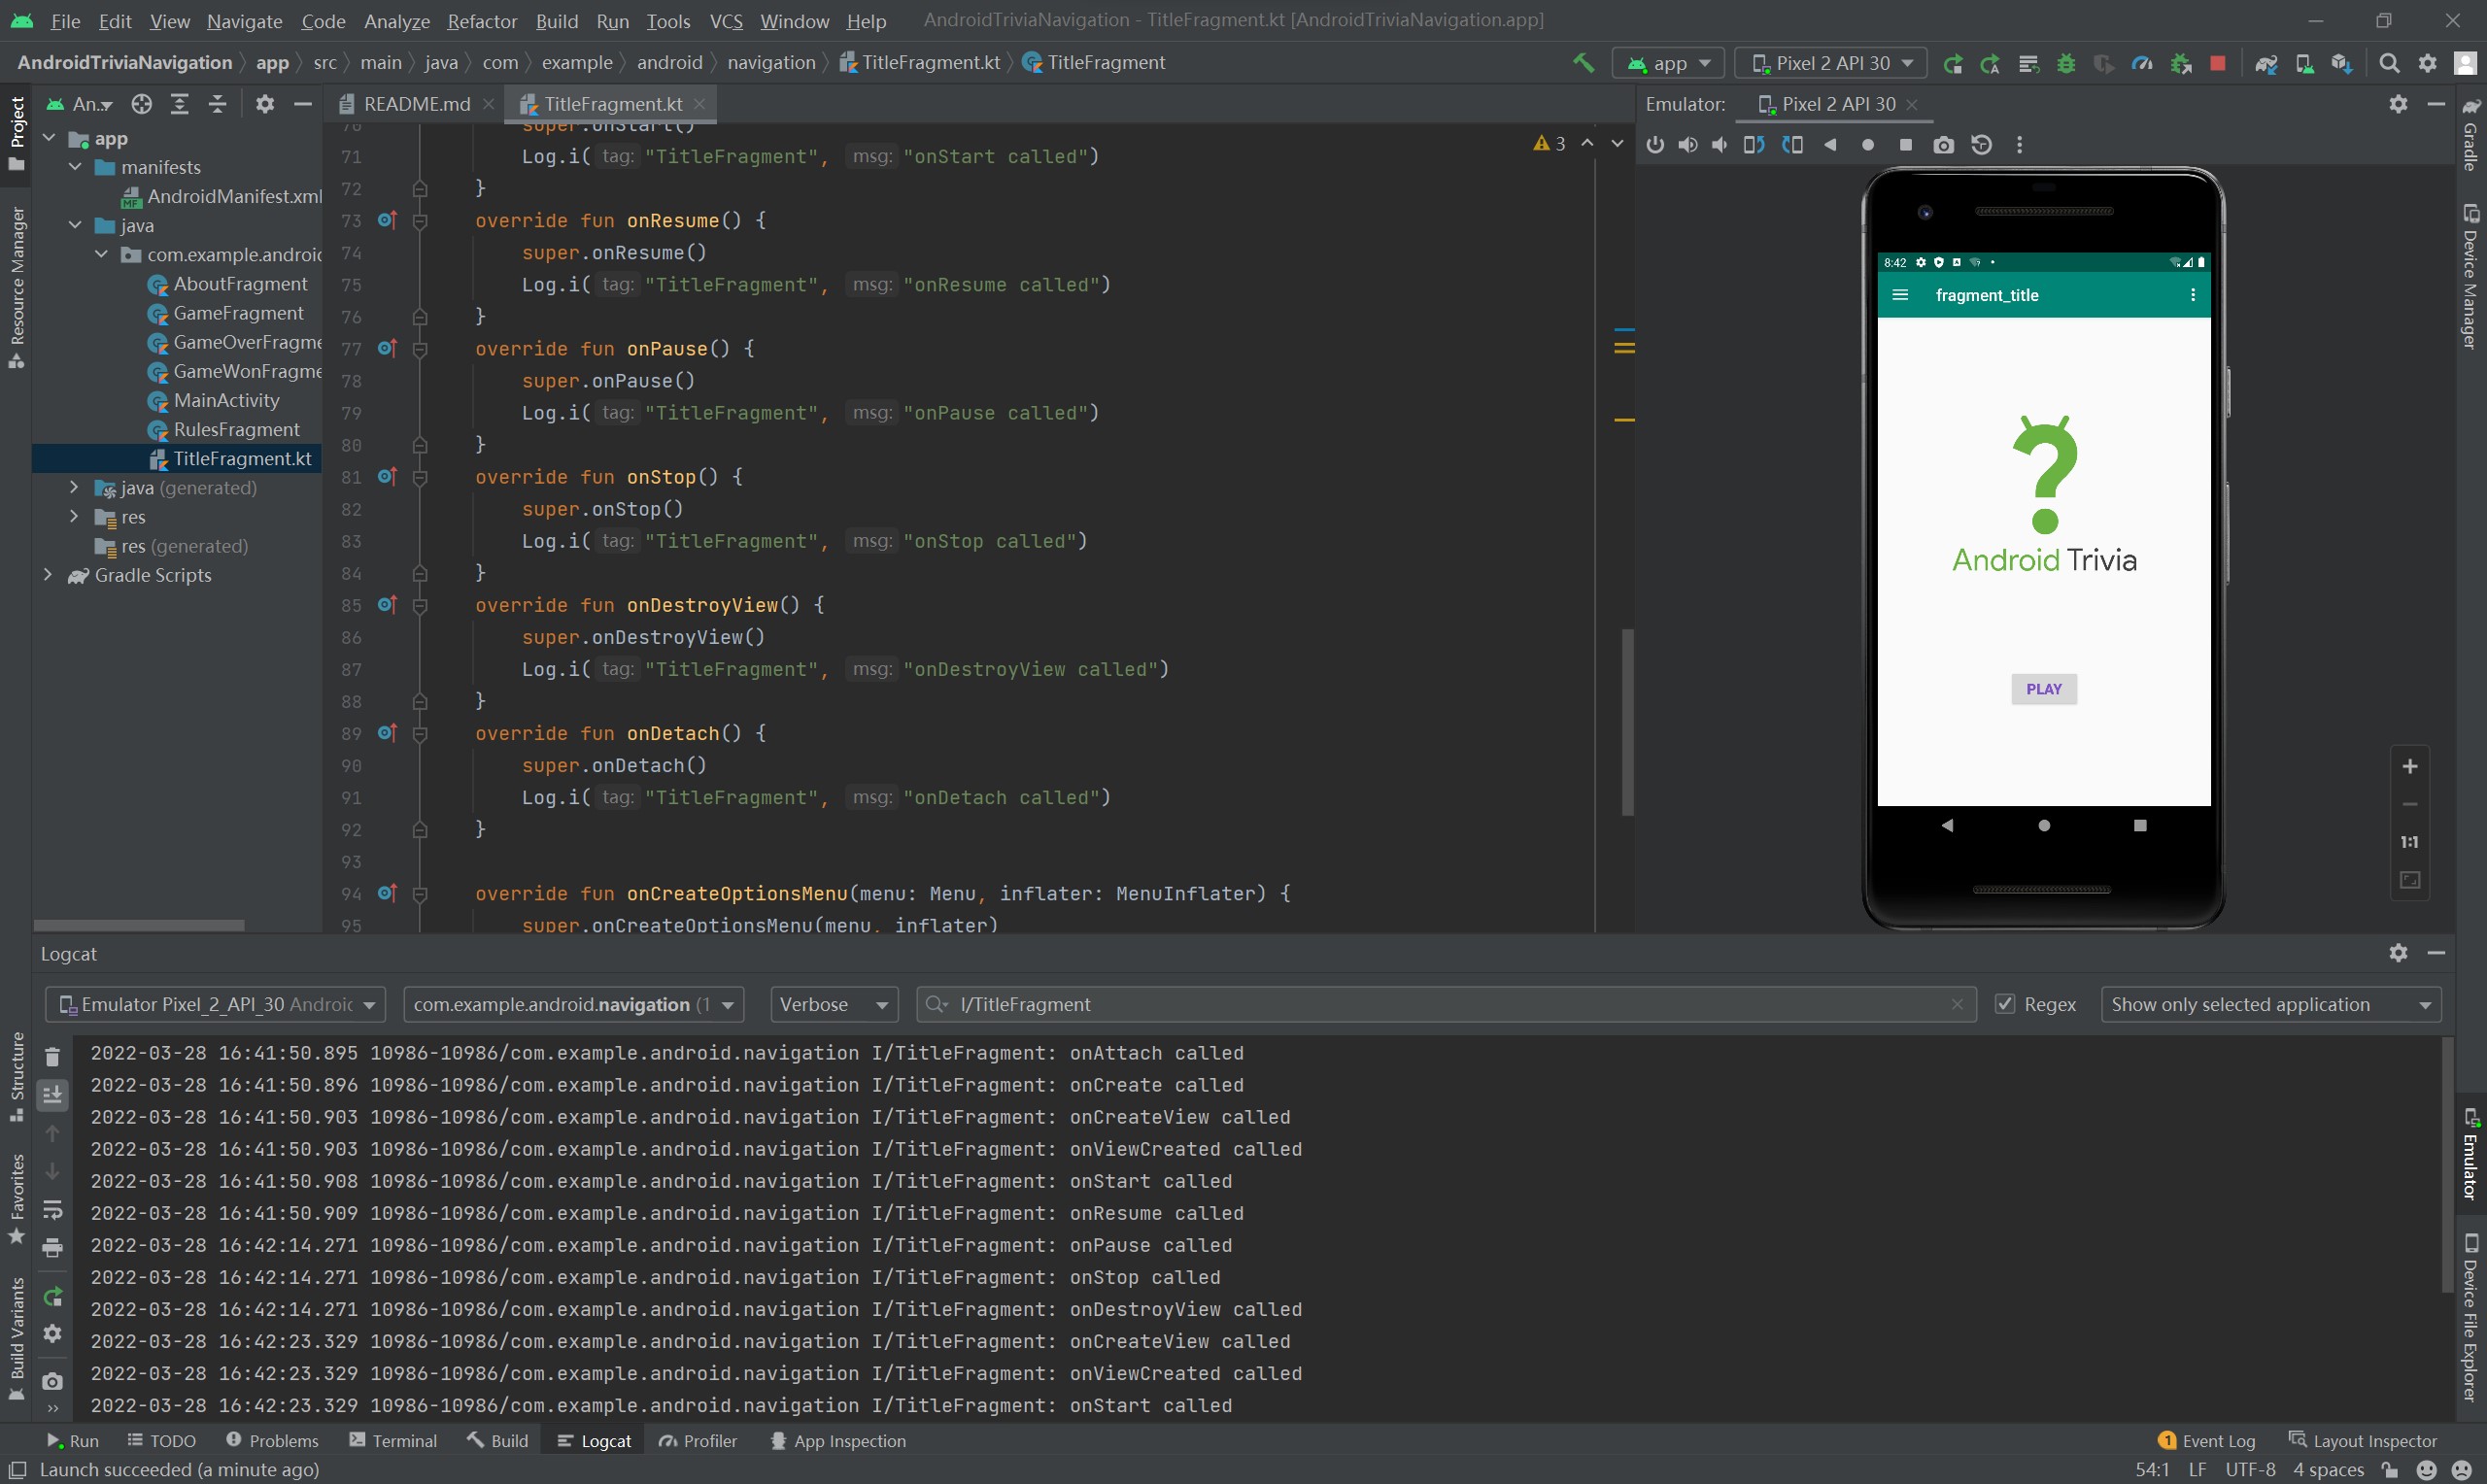 File Edit View Navigate Code Analyze Refactor Build Run Tools VCS Window Help AndroidTriviaNavigation - TitleFragment.kt [AndroidTriviaNavigation.app]
AndroidTriviaNavigation app src main java com example android navigation TitleFragment.kt TitleFragment app Pixel 2 API 30
An... README.md TitleFragment.kt Emulator: Pixel 2 API 30
Project
Resource Manager
Structure
Favorites
Build Variants
app
manifests
AndroidManifest.xml
java
com.example.android
AboutFragment
GameFragment
GameOverFragme
GameWonFragme
MainActivity
RulesFragment
TitleFragment.kt
java (generated)
res
res (generated)
Gradle Scripts
70 super.onStart()
71 Log.i( tag: "TitleFragment", msg: "onStart called")
72 }
73 override fun onResume() {
74 super.onResume()
75 Log.i( tag: "TitleFragment", msg: "onResume called")
76 }
77 override fun onPause() {
78 super.onPause()
79 Log.i( tag: "TitleFragment", msg: "onPause called")
80 }
81 override fun onStop() {
82 super.onStop()
83 Log.i( tag: "TitleFragment", msg: "onStop called")
84 }
85 override fun onDestroyView() {
86 super.onDestroyView()
87 Log.i( tag: "TitleFragment", msg: "onDestroyView called")
88 }
89 override fun onDetach() {
90 super.onDetach()
91 Log.i( tag: "TitleFragment", msg: "onDetach called")
92 }
93
94 override fun onCreateOptionsMenu(menu: Menu, inflater: MenuInflater) {
95 super.onCreateOptionsMenu(menu, inflater)
3
8:42
fragment_title
Android Trivia
PLAY
1:1
Gradle
Device Manager
Emulator
Device File Explorer
Logcat
Emulator Pixel_2_API_30 Android com.example.android.navigation (1 Verbose I/TitleFragment Regex Show only selected application
2022-03-28 16:41:50.895 10986-10986/com.example.android.navigation I/TitleFragment: onAttach called
2022-03-28 16:41:50.896 10986-10986/com.example.android.navigation I/TitleFragment: onCreate called
2022-03-28 16:41:50.903 10986-10986/com.example.android.navigation I/TitleFragment: onCreateView called
2022-03-28 16:41:50.903 10986-10986/com.example.android.navigation I/TitleFragment: onViewCreated called
2022-03-28 16:41:50.908 10986-10986/com.example.android.navigation I/TitleFragment: onStart called
2022-03-28 16:41:50.909 10986-10986/com.example.android.navigation I/TitleFragment: onResume called
2022-03-28 16:42:14.271 10986-10986/com.example.android.navigation I/TitleFragment: onPause called
2022-03-28 16:42:14.271 10986-10986/com.example.android.navigation I/TitleFragment: onStop called
2022-03-28 16:42:14.271 10986-10986/com.example.android.navigation I/TitleFragment: onDestroyView called
2022-03-28 16:42:23.329 10986-10986/com.example.android.navigation I/TitleFragment: onCreateView called
2022-03-28 16:42:23.329 10986-10986/com.example.android.navigation I/TitleFragment: onViewCreated called
2022-03-28 16:42:23.329 10986-10986/com.example.android.navigation I/TitleFragment: onStart called
Run TODO Problems Terminal Build Logcat Profiler App Inspection 1 Event Log Layout Inspector
Launch succeeded (a minute ago) 54:1 LF UTF-8 4 spaces